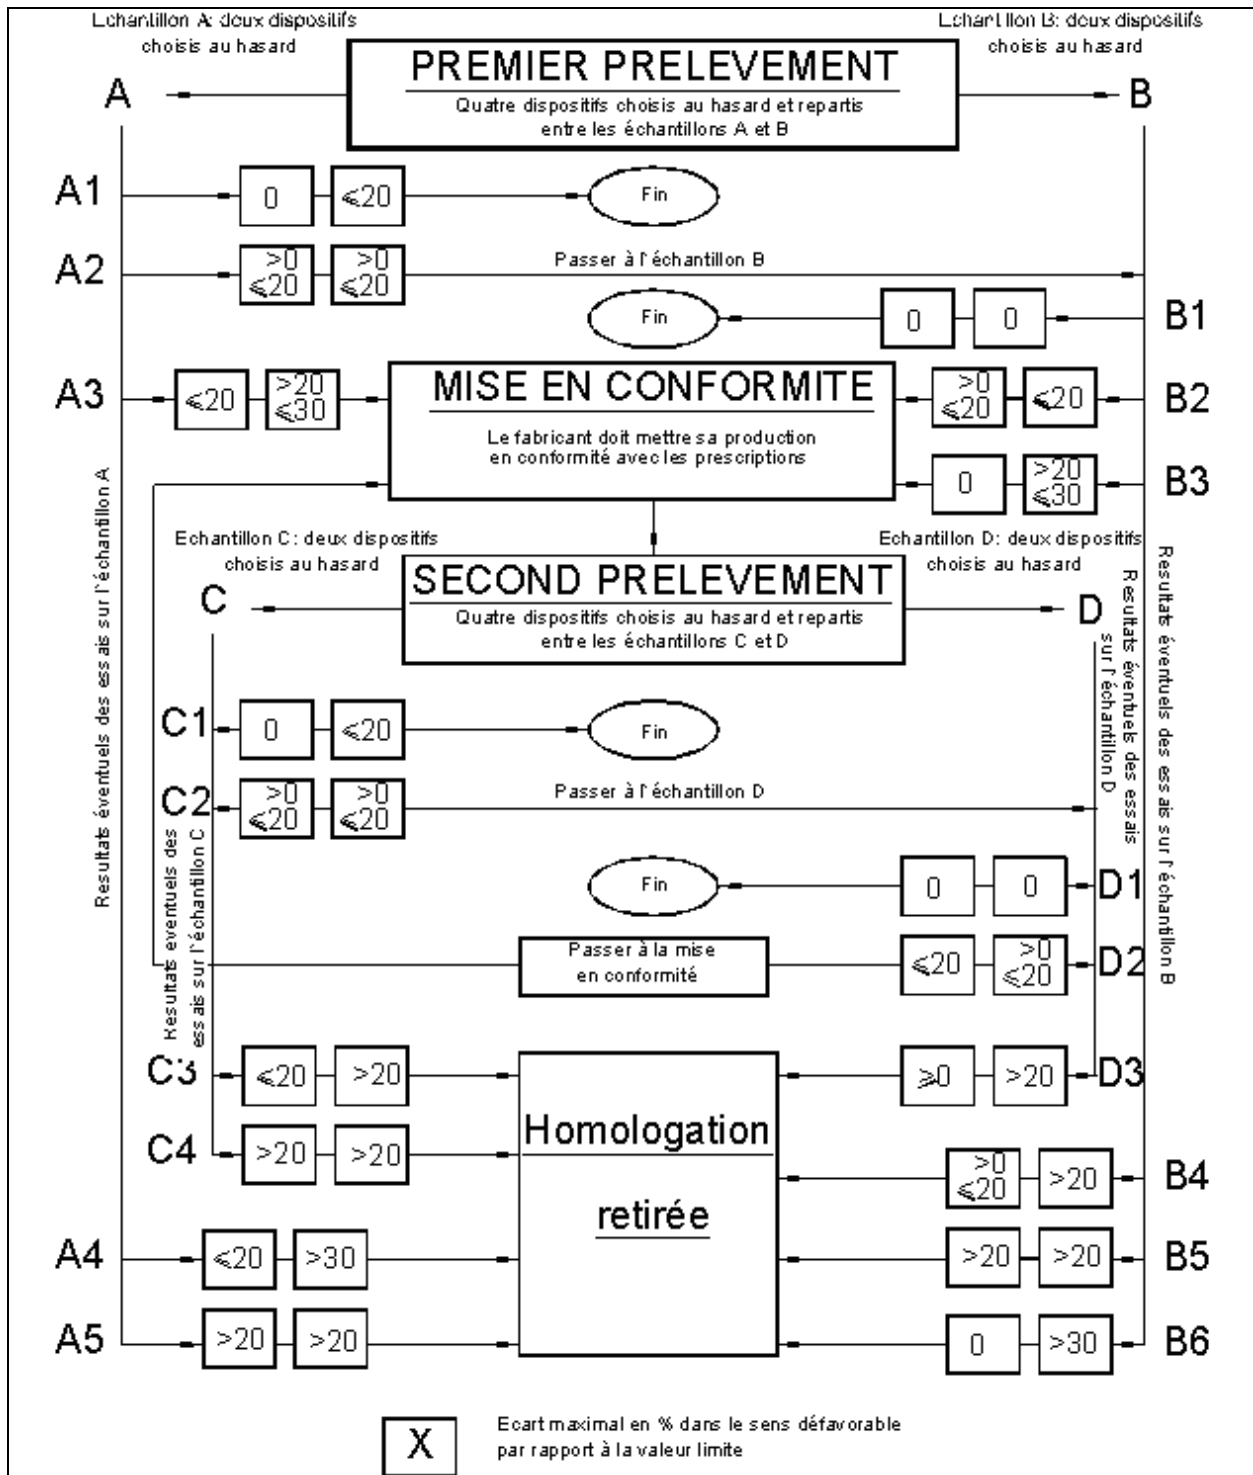 Echantillon A: deux dispositifs
choisis au hasard
Echantillon B: deux dispositifs
choisis au hasard
PREMIER PRELEVEMENT
Quatre dispositifs choisis au hasard et repartis
entre les échantillons A et B
A
B
A1
0
≤20
Fin
A2
>0
≤20
>0
≤20
Passer à l'échantillon B
Fin
0
0
B1
A3
≤20
>20
≤30
MISE EN CONFORMITE
Le fabricant doit mettre sa production
en conformité avec les prescriptions
>0
≤20
≤20
B2
0
>20
≤30
B3
Echantillon C: deux dispositifs
choisis au hasard
Echantillon D: deux dispositifs
choisis au hasard
SECOND PRELEVEMENT
Quatre dispositifs choisis au hasard et repartis
entre les échantillons C et D
C
D
Resultats éventuels des essais sur l'échantillon A
Resultats éventuels des essais
sur l'échantillon D
Resultats éventuels des essais sur l'échantillon B
C1
0
≤20
Fin
C2
>0
≤20
>0
≤20
Passer à l'échantillon D
Resultats eventuels des
essais sur l'échantillon C
Fin
0
0
D1
Passer à la mise
en conformité
≤20
>0
≤20
D2
C3
≤20
>20
Homologation
retirée
≥0
>20
D3
C4
>20
>20
>0
≤20
>20
B4
A4
≤20
>30
>20
>20
B5
A5
>20
>20
0
>30
B6
X
Ecart maximal en % dans le sens défavorable
par rapport à la valeur limite